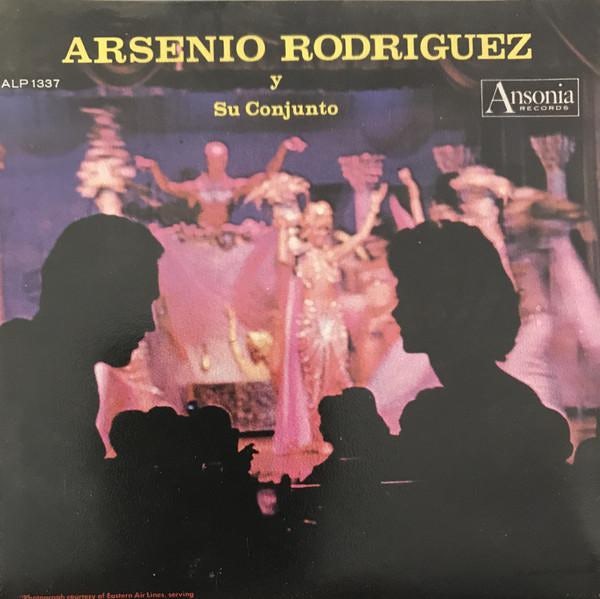 ARSENIO RODRIGUEZ
y
Su Conjunto
ALP 1337
Ansonia
RECORDS
Photograph courtesy of Eastern Air Lines, serving